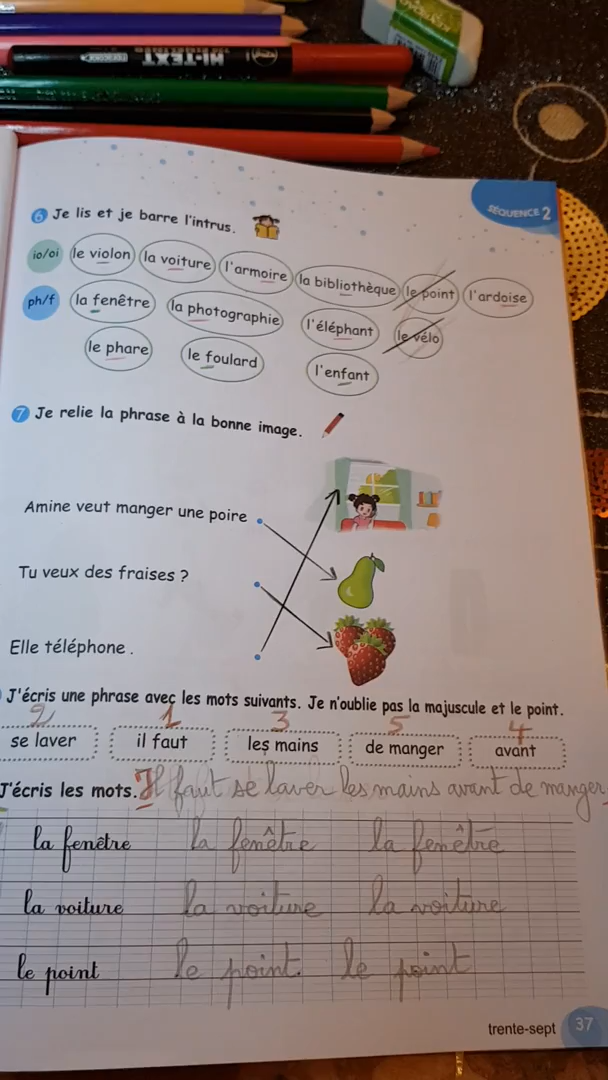 HI-TEXT
SÉQUENCE 2
6 Je lis et je barre l'intrus.
io/oi le violon la voiture l'armoire la bibliothèque le point l'ardoise
ph/f la fenêtre la photographie l'éléphant le vélo
le phare le foulard l'enfant
7 Je relie la phrase à la bonne image.
Amine veut manger une poire
Tu veux des fraises ?
Elle téléphone .
J'écris une phrase avec les mots suivants. Je n'oublie pas la majuscule et le point.
2 1 3 5 4
se laver il faut les mains de manger avant
J'écris les mots. Il faut se laver les mains avant de manger.
la fenêtre la fenêtre la fenêtre
la voiture la voiture la voiture
le point le point. le point
trente-sept 37